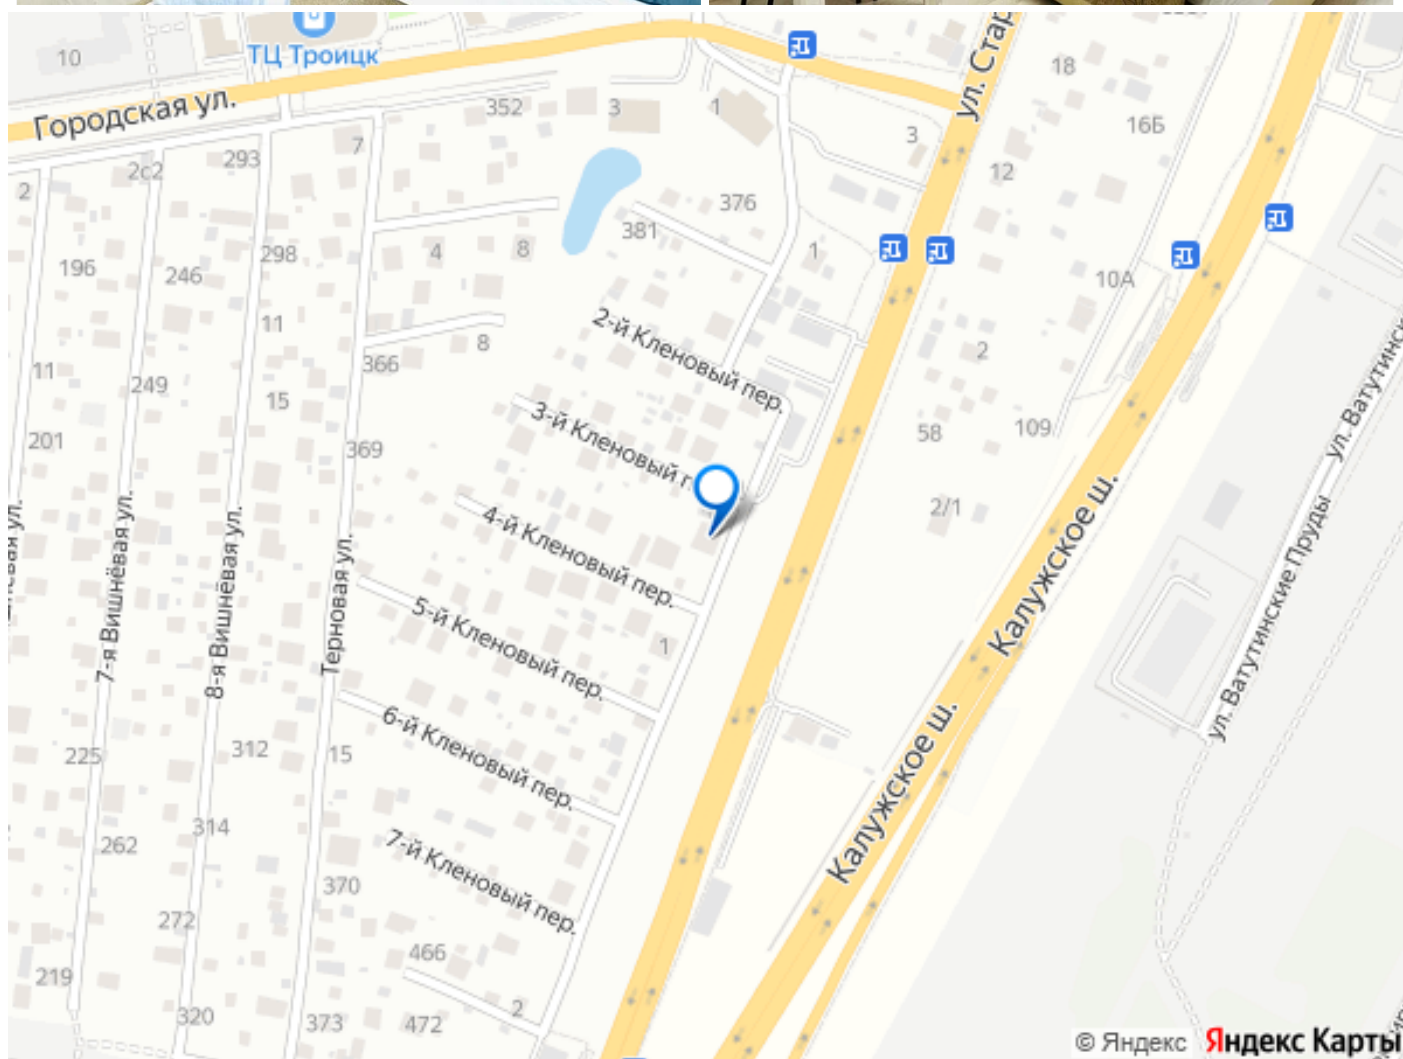 10
ТЦ Троицк
Городская ул.
352
3
1
ул. Стар
18
16Б
7
3
12
2с2
293
2
376
381
1
4
8
298
196
246
10А
11
2-й Кленовый пер.
8
2
366
11
249
15
3-й Кленовый
58
109
201
369
2/1
4-й Кленовый пер.
Калужское ш.
ул. Ватутинские Пруды
ул. Ватутинск
7-я Вишнёвая ул.
8-я Вишнёвая ул.
Терновая ул.
5-й Кленовый пер.
1
6-й Кленовый пер.
225
312
15
Калужское ш.
314
262
7-й Кленовый пер.
370
272
466
219
320
373
472
2
© Яндекс Яндекс Карты